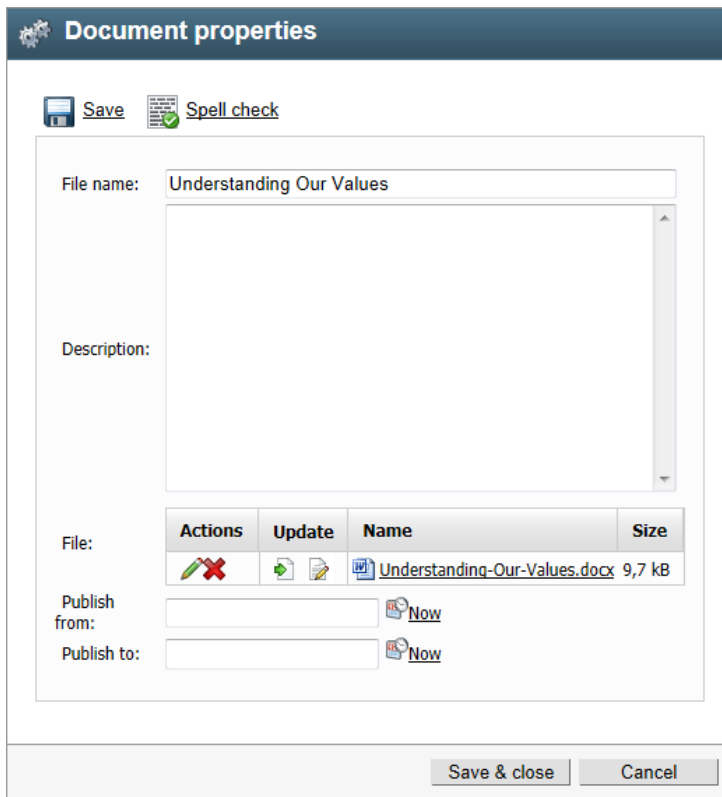 Document properties
Save Spell check
File name: Understanding Our Values
Description:
File: Actions Update Name Size
Understanding-Our-Values.docx 9,7 kB
Publish from: Now
Publish to: Now
Save & close Cancel